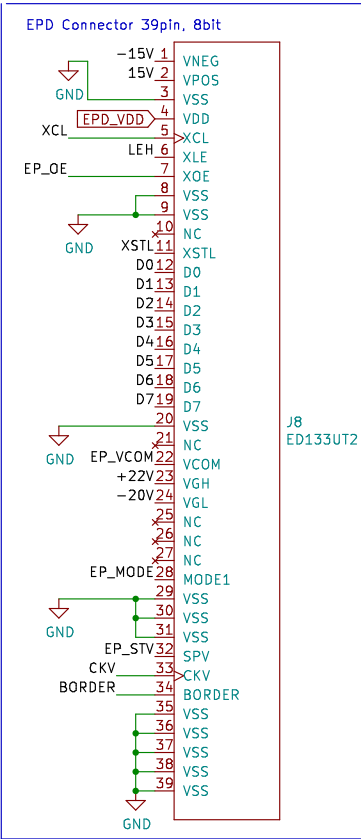 EPD Connector 39pin, 8bit
-15V 1 VNEG
15V 2 VPOS
GND 3 VSS
EPD_VDD 4 VDD
XCL 5 XCL
LEH 6 XLE
EP_OE 7 XOE
8 VSS
9 VSS
GND
10 NC
XSTL 11 XSTL
D0 12 D0
D1 13 D1
D2 14 D2
D3 15 D3
D4 16 D4
D5 17 D5
D6 18 D6
D7 19 D7
20 VSS
J8
ED133UT2
21 NC
GND
EP_VCOM 22 VCOM
+22V 23 VGH
-20V 24 VGL
25 NC
26 NC
27 NC
EP_MODE 28 MODE1
29 VSS
30 VSS
GND
31 VSS
EP_STV 32 SPV
CKV 33 CKV
BORDER 34 BORDER
35 VSS
36 VSS
37 VSS
38 VSS
39 VSS
GND